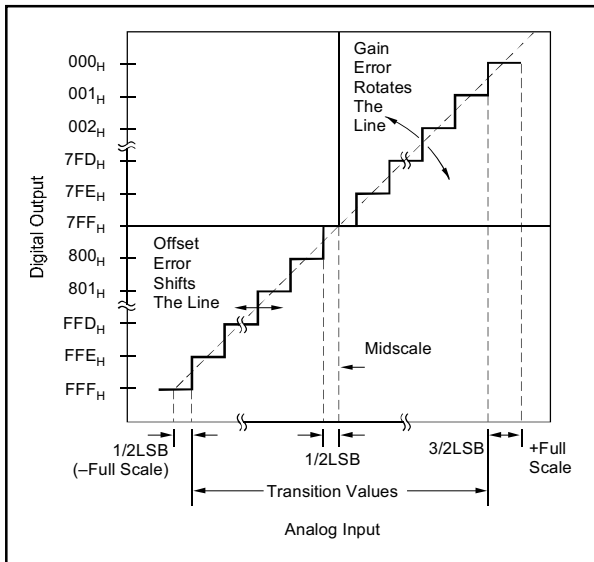 Digital Output
000H
001H
002H
7FDH
7FEH
7FFH
800H
801H
FFDH
FFEH
FFFH
Gain
Error
Rotates
The
Line
Offset
Error
Shifts
The Line
Midscale
1/2LSB
(–Full Scale)
1/2LSB
3/2LSB
+Full
Scale
Transition Values
Analog Input